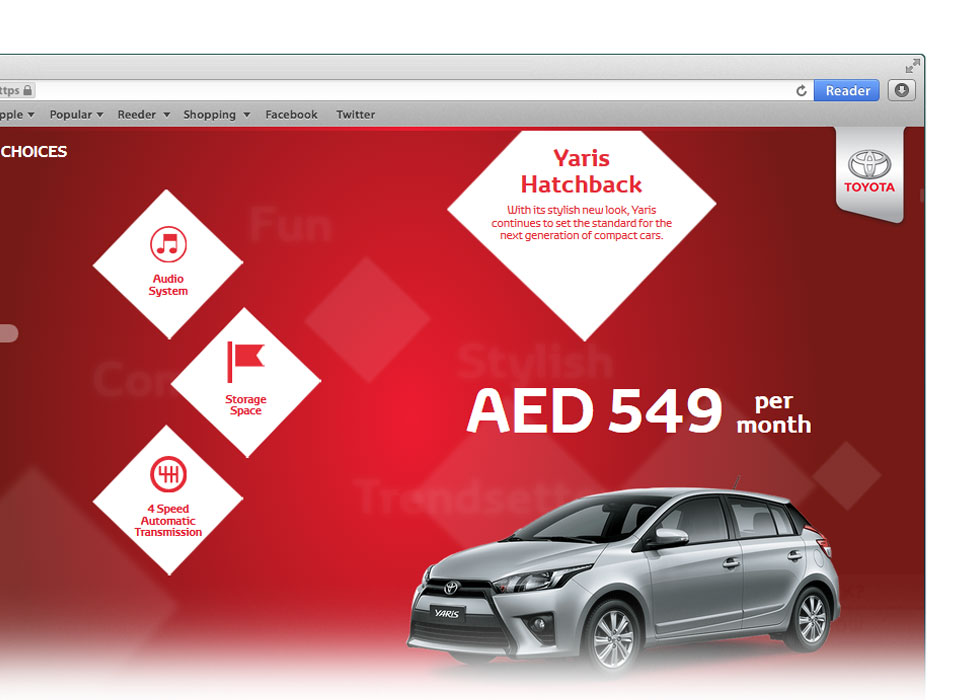 ttps
Reader
pple
Popular
Reeder
Shopping
Facebook
Twitter
CHOICES
Yaris
Hatchback
With its stylish new look, Yaris
continues to set the standard for the
next generation of compact cars.
TOYOTA
Fun
Audio
System
Stylish
Com
Storage
Space
AED 549 per
month
Trendsette
4 Speed
Automatic
Transmission
YARIS